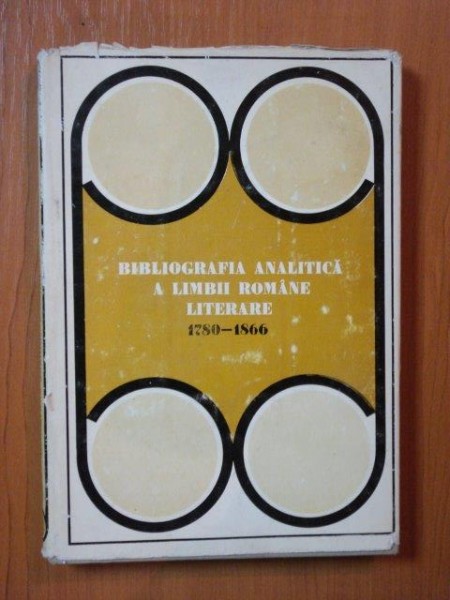 BIBLIOGRAFIA ANALITICĂ
A LIMBII ROMÂNE
LITERARE
1780–1866